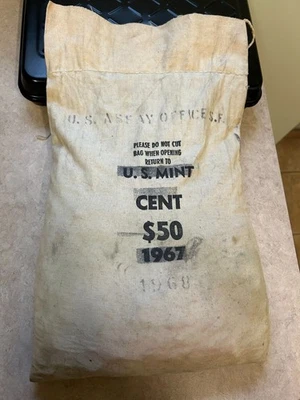 U.S. ASSAY OFFICE S.F.
PLEASE DO NOT CUT
BAG WHEN OPENING
RETURN TO
U. S. MINT
CENT
$50
1967
1968